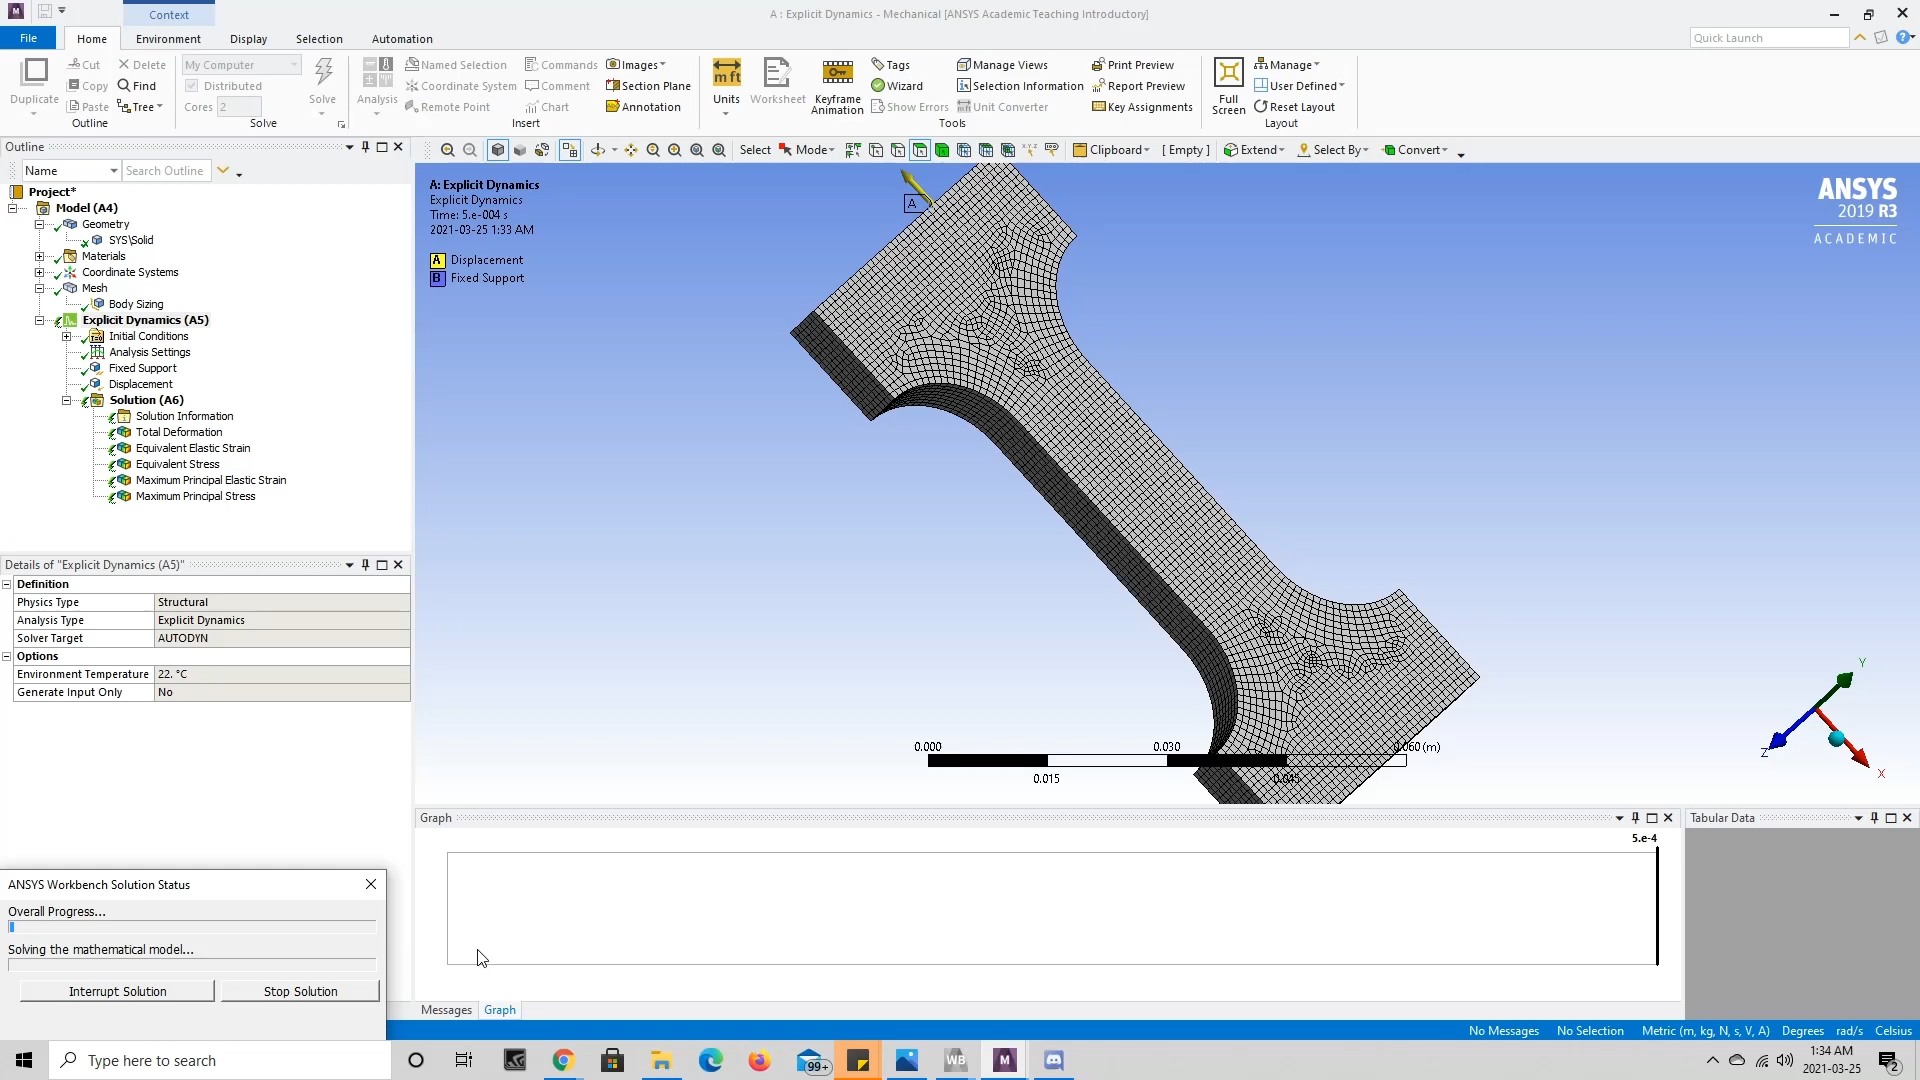 Context
A : Explicit Dynamics - Mechanical [ANSYS Academic Teaching Introductory]
File
Home
Environment
Display
Selection
Automation
Quick Launch
Duplicate
Cut
Copy
Paste
Delete
Find
Tree
Outline
My Computer
Distributed
Cores 2
Solve
Solve
Analysis
Named Selection
Coordinate System
Remote Point
Commands
Comment
Chart
Images
Section Plane
Annotation
Insert
m ft
Units
Worksheet
Keyframe
Animation
Tags
Wizard
Show Errors
Manage Views
Selection Information
Unit Converter
Print Preview
Report Preview
Key Assignments
Tools
Full
Screen
Manage
User Defined
Reset Layout
Layout
Outline
Name
Search Outline
Select
Mode
Clipboard
[ Empty ]
Extend
Select By
Convert
Project*
Model (A4)
Geometry
SYS\Solid
Materials
Coordinate Systems
Mesh
Body Sizing
Explicit Dynamics (A5)
Initial Conditions
Analysis Settings
Fixed Support
Displacement
Solution (A6)
Solution Information
Total Deformation
Equivalent Elastic Strain
Equivalent Stress
Maximum Principal Elastic Strain
Maximum Principal Stress
A: Explicit Dynamics
Explicit Dynamics
Time: 5.e-004 s
2021-03-25 1:33 AM
A Displacement
B Fixed Support
A
ANSYS
2019 R3
ACADEMIC
0.000
0.030
0.060 (m)
0.015
0.045
Y
Z
X
Details of "Explicit Dynamics (A5)"
Definition
Physics Type Structural
Analysis Type Explicit Dynamics
Solver Target AUTODYN
Options
Environment Temperature 22. °C
Generate Input Only No
Graph
5.e-4
Messages
Graph
Tabular Data
ANSYS Workbench Solution Status
Overall Progress...
Solving the mathematical model...
Interrupt Solution
Stop Solution
No Messages
No Selection
Metric (m, kg, N, s, V, A)
Degrees
rad/s
Celsius
Type here to search
99+
WB
M
1:34 AM
2021-03-25
2